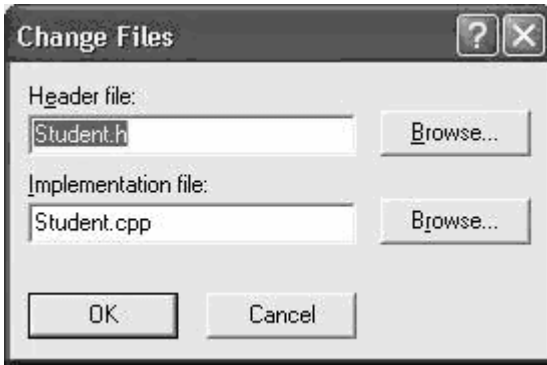 Change Files
Header file:
Student.h
Browse...
Implementation file:
Student.cpp
Browse...
OK
Cancel